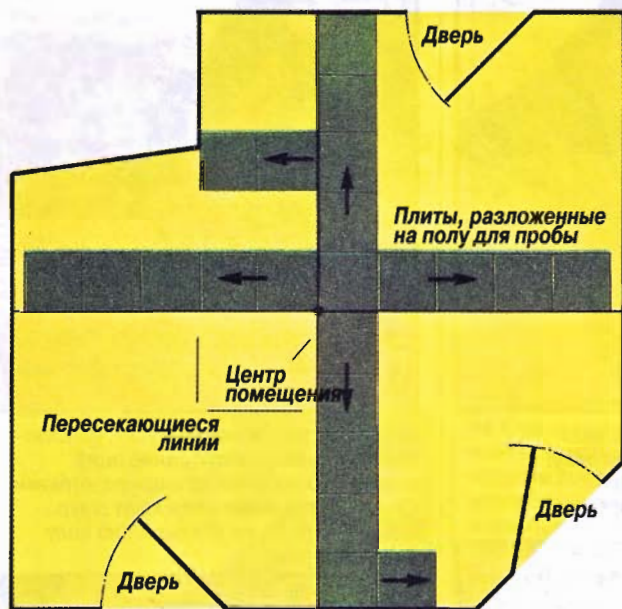 Дверь
Плиты, разложенные
на полу для пробы
Центр
помещения
Пересекающиеся
линии
Дверь
Дверь